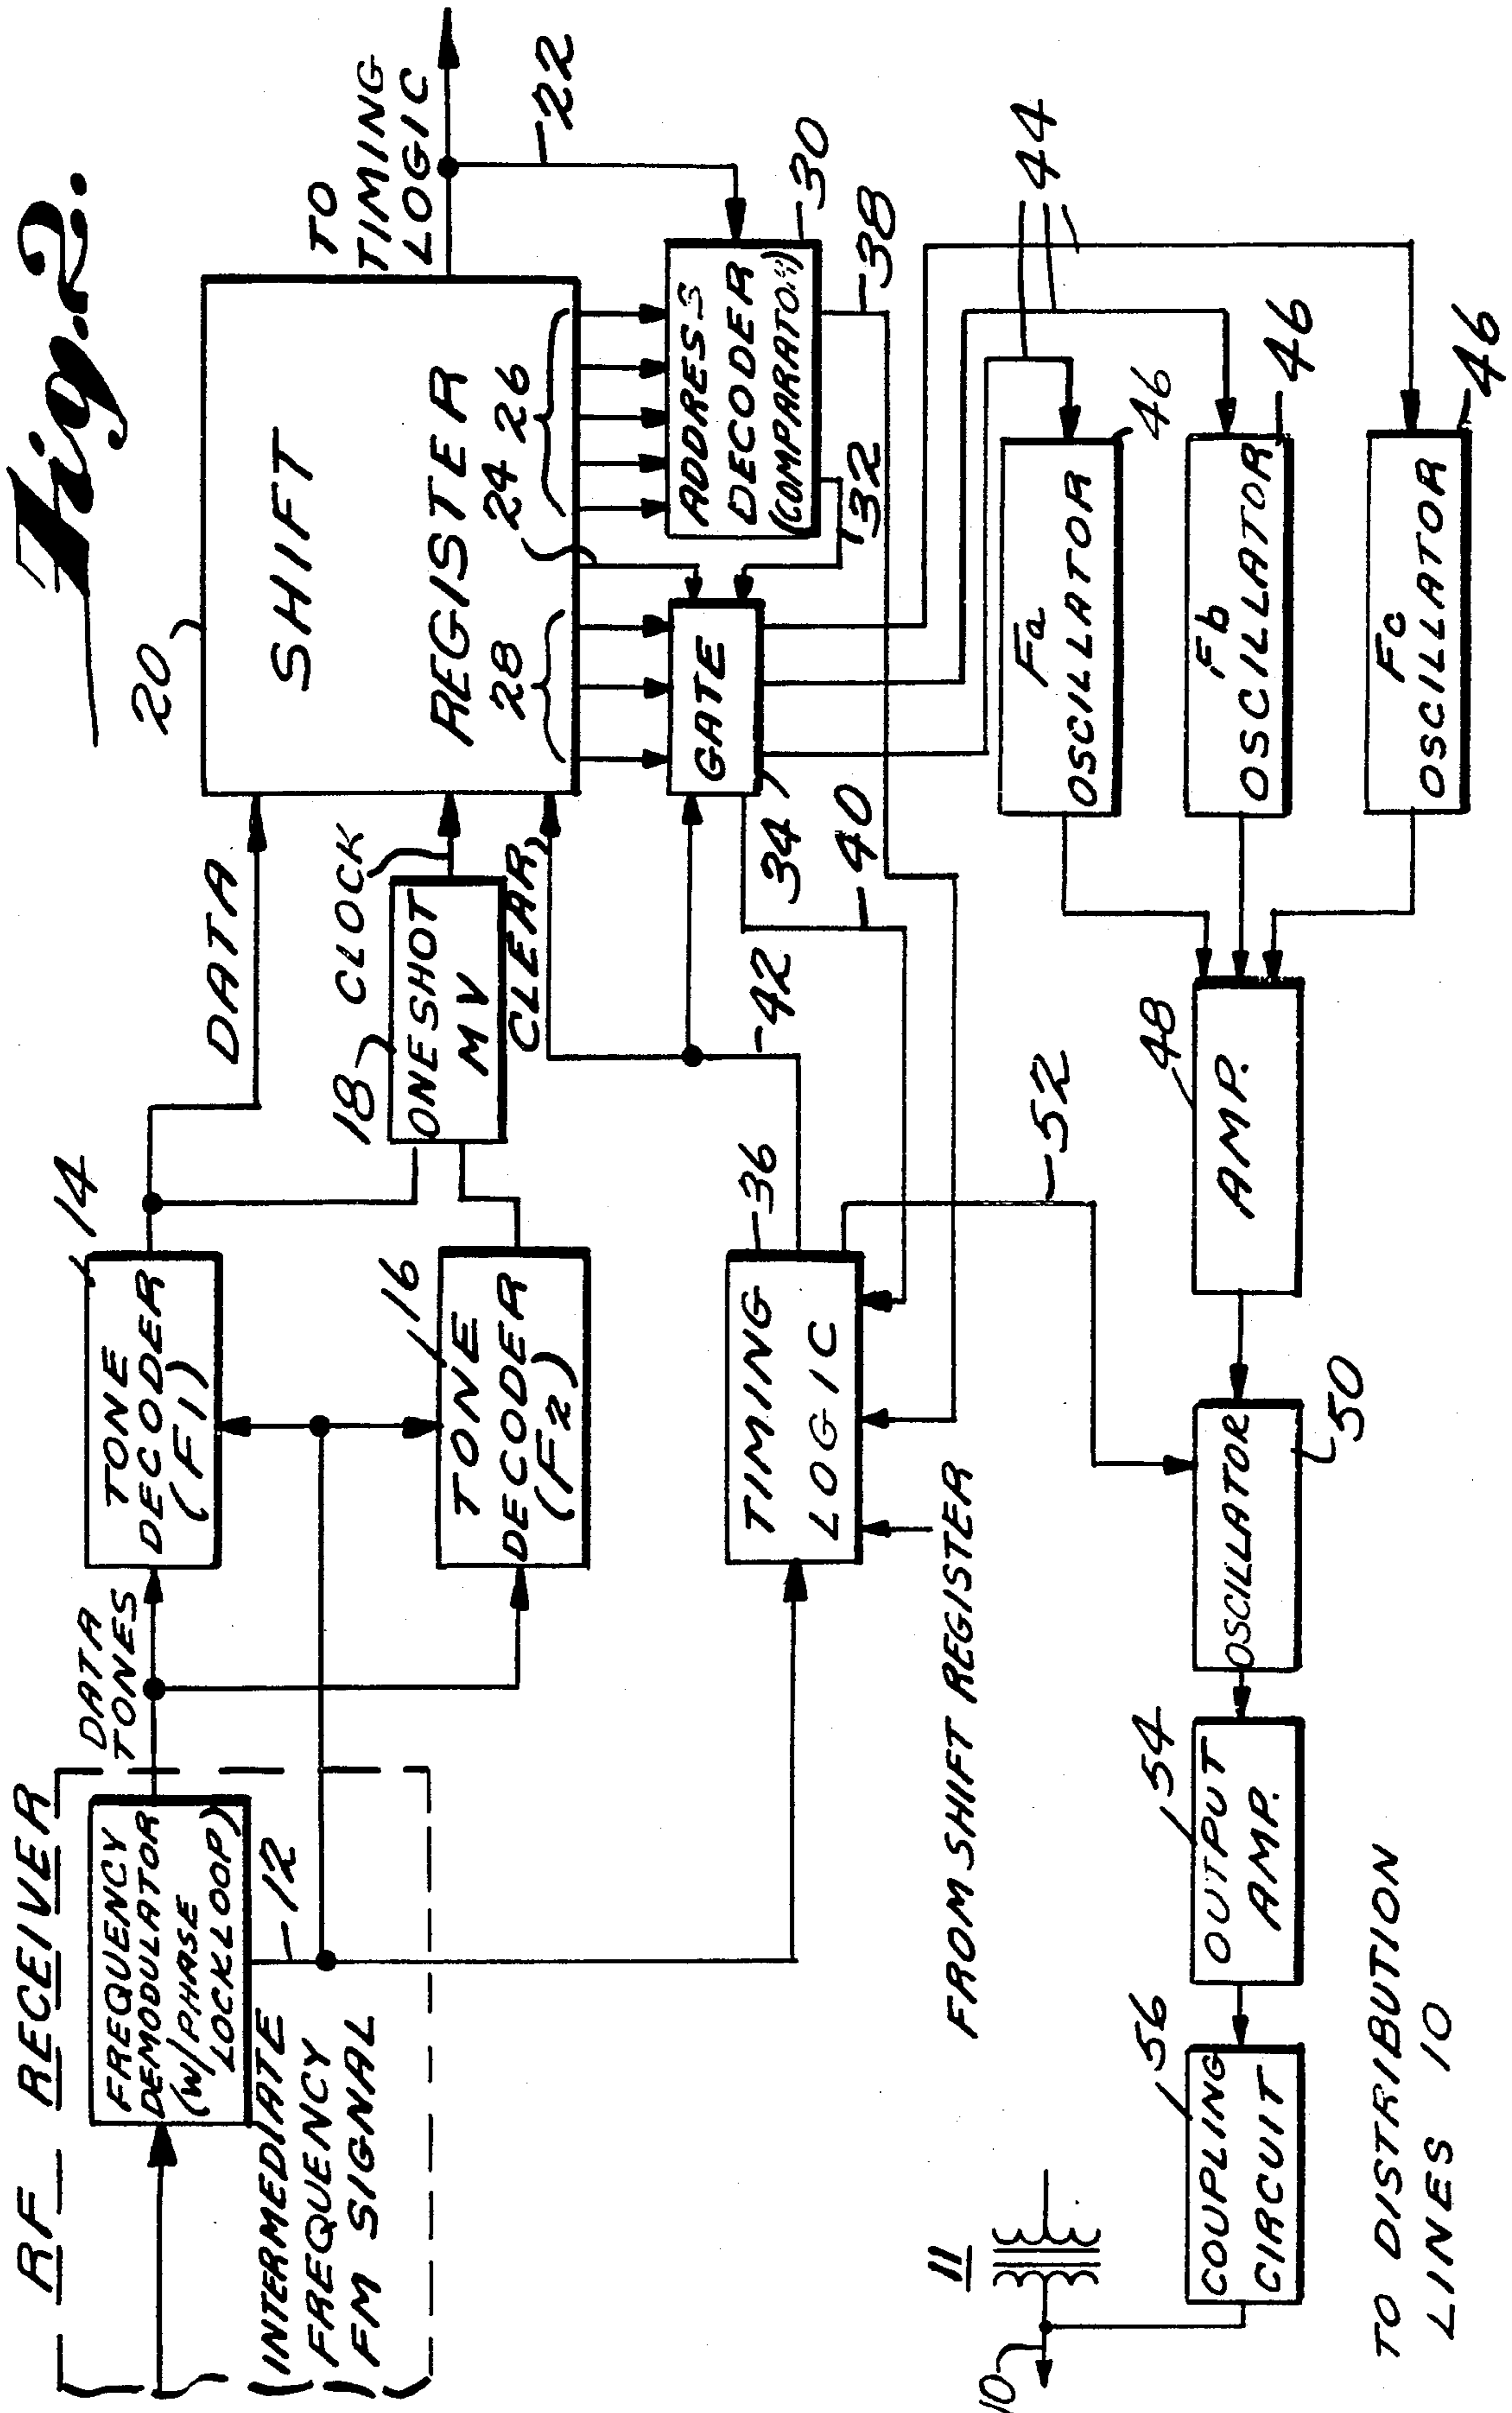 Fig. 2.
RF RECEIVER
FREQUENCY
DEMODULATOR
(W/PHASE
LOCKLOOP)
12
(INTERMEDIATE
FREQUENCY
FM SIGNAL)
DATA
TONES
14
TONE
DECODER
(F1)
16
TONE
DECODER
(F2)
DATA
18
CLOCK
ONESHOT
MV
CLEAR
20
SHIFT
REGISTER
TO
TIMING
LOGIC
22
24
26
28
ADDRESS
DECODER
(COMPARATOR)
30
32
38
GATE
34
40
42
44
36
TIMING
LOGIC
FROM SHIFT REGISTER
52
Fa
OSCILLATOR
46
Fb
OSCILLATOR
46
Fc
OSCILLATOR
46
48
AMP.
OSCILLATOR
50
54
OUTPUT
AMP.
56
COUPLING
CIRCUIT
11
10
TO DISTRIBUTION
LINES 10